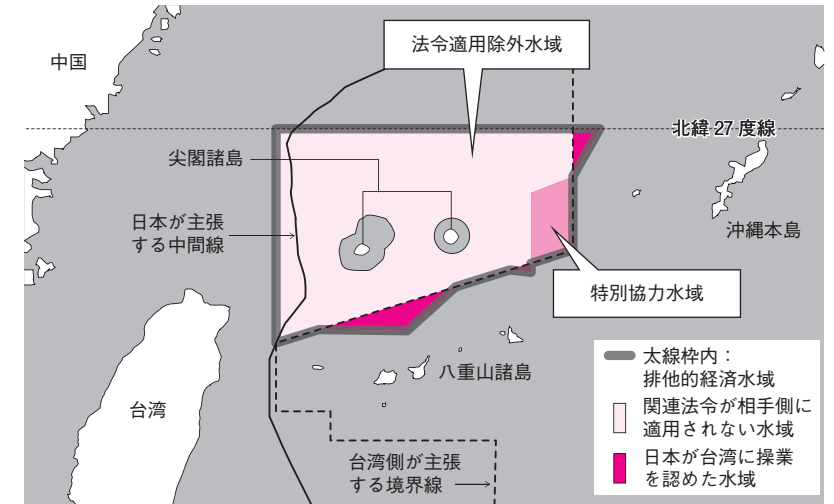 法令適用除外水域
中国
北緯27度線
尖閣諸島
日本が主張
する中間線
沖縄本島
特別協力水域
八重山諸島
台湾
台湾側が主張
する境界線
太線枠内：
排他的経済水域
関連法令が相手側に
適用されない水域
日本が台湾に操業
を認めた水域